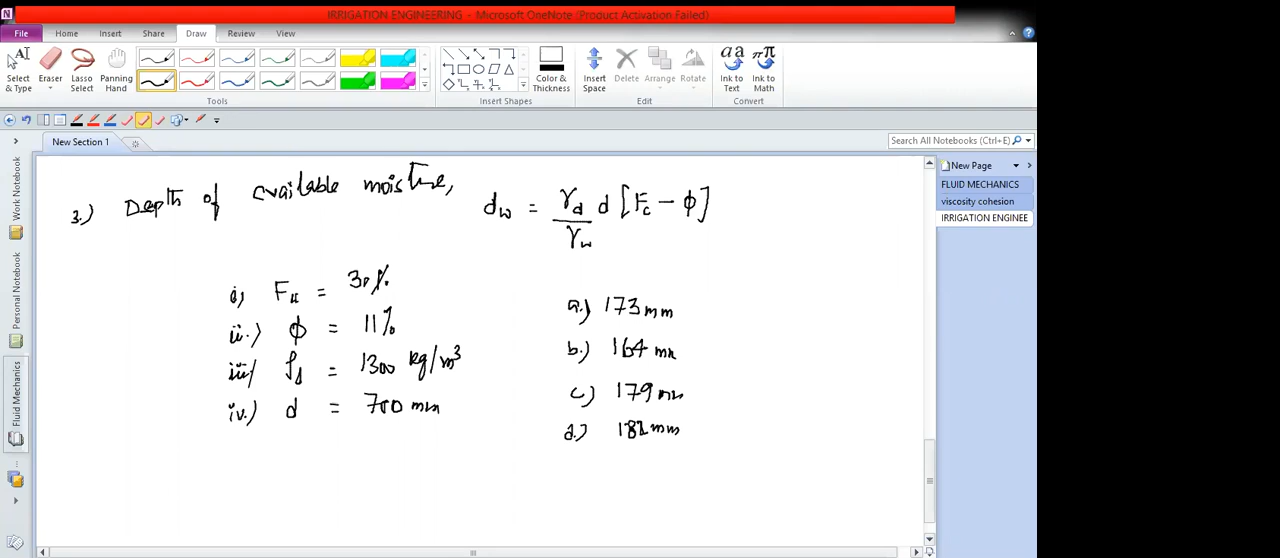 IRRIGATION ENGINEERING - Microsoft OneNote (Product Activation Failed)
File Home Insert Share Draw Review View
Select & Type Eraser Lasso Select Panning Hand Color & Thickness Insert Space Delete Arrange Rotate Ink to Text Ink to Math
Tools Insert Shapes Edit Convert
New Section 1 Search All Notebooks (Ctrl+E)
New Page
FLUID MECHANICS
viscosity cohesion
IRRIGATION ENGINEE
Work Notebook
Personal Notebook
Fluid Mechanics
3.) Depth of available moisture, dw = γd/γw d [Fc - ϕ]
i) Fc = 30%
ii.) ϕ = 11%
iii) ρd = 1300 kg/m³
iv.) d = 700 mm
a.) 173 mm
b.) 164 mm
c.) 179 mm
d.) 181 mm